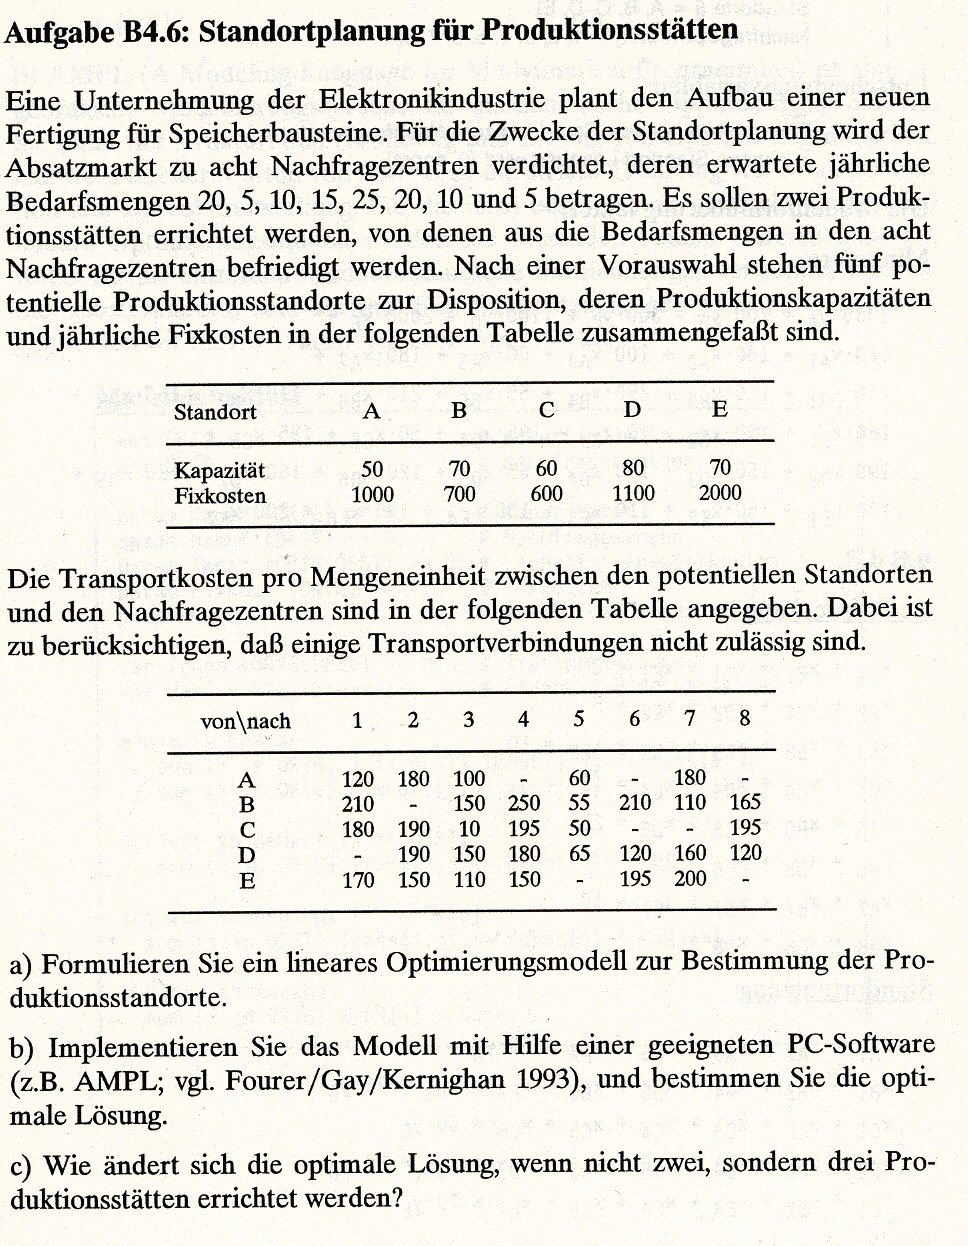 Aufgabe B4.6: Standortplanung für Produktionsstätten
Eine Unternehmung der Elektronikindustrie plant den Aufbau einer neuen
Fertigung für Speicherbausteine. Für die Zwecke der Standortplanung wird der
Absatzmarkt zu acht Nachfragezentren verdichtet, deren erwartete jährliche
Bedarfsmengen 20, 5, 10, 15, 25, 20, 10 und 5 betragen. Es sollen zwei Produk-
tionsstätten errichtet werden, von denen aus die Bedarfsmengen in den acht
Nachfragezentren befriedigt werden. Nach einer Vorauswahl stehen fünf po-
tentielle Produktionsstandorte zur Disposition, deren Produktionskapazitäten
und jährliche Fixkosten in der folgenden Tabelle zusammengefaßt sind.
Standort A B C D E
Kapazität 50 70 60 80 70
Fixkosten 1000 700 600 1100 2000
Die Transportkosten pro Mengeneinheit zwischen den potentiellen Standorten
und den Nachfragezentren sind in der folgenden Tabelle angegeben. Dabei ist
zu berücksichtigen, daß einige Transportverbindungen nicht zulässig sind.
von\nach 1 2 3 4 5 6 7 8
A 120 180 100 - 60 - 180 -
B 210 - 150 250 55 210 110 165
C 180 190 10 195 50 - - 195
D - 190 150 180 65 120 160 120
E 170 150 110 150 - 195 200 -
a) Formulieren Sie ein lineares Optimierungsmodell zur Bestimmung der Pro-
duktionsstandorte.
b) Implementieren Sie das Modell mit Hilfe einer geeigneten PC-Software
(z.B. AMPL; vgl. Fourer/Gay/Kernighan 1993), und bestimmen Sie die opti-
male Lösung.
c) Wie ändert sich die optimale Lösung, wenn nicht zwei, sondern drei Pro-
duktionsstätten errichtet werden?